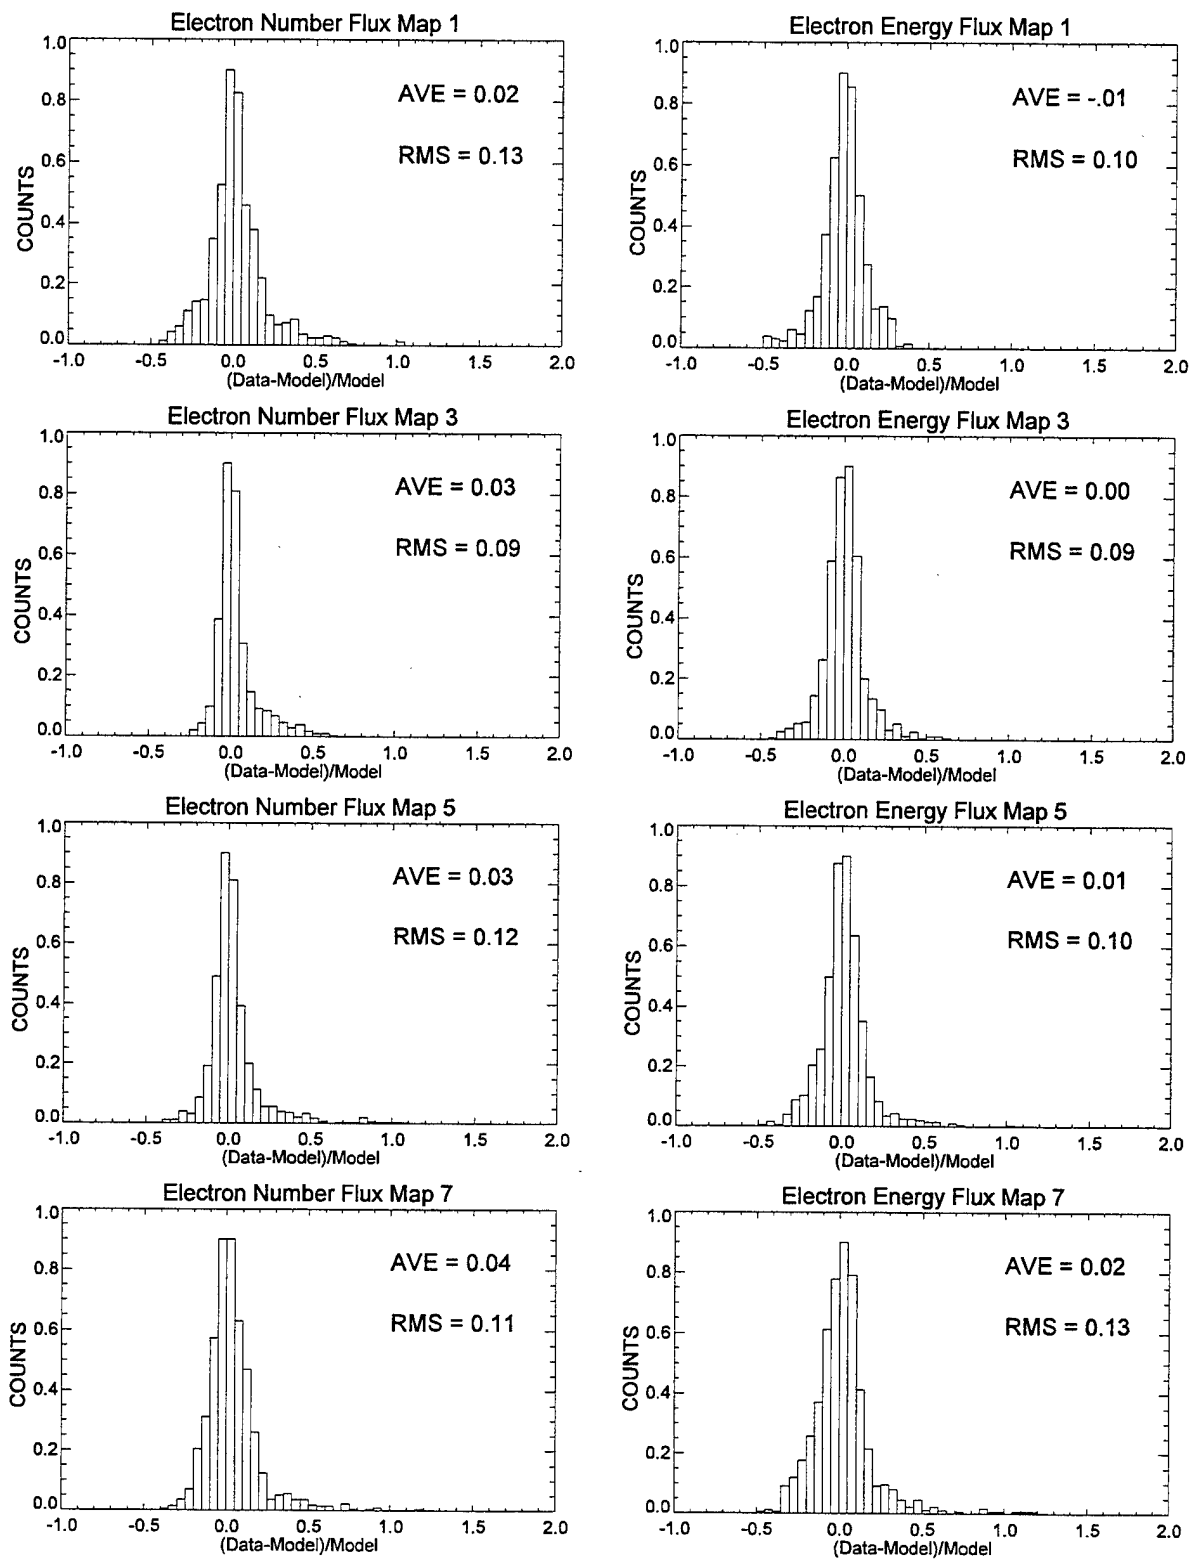 Electron Number Flux Map 1
1.0
0.8
0.6
0.4
0.2
0.0
COUNTS
AVE = 0.02
RMS = 0.13
-1.0 -0.5 0.0 0.5 1.0 1.5 2.0
(Data-Model)/Model
Electron Energy Flux Map 1
1.0
0.8
0.6
0.4
0.2
0.0
COUNTS
AVE = -.01
RMS = 0.10
-1.0 -0.5 0.0 0.5 1.0 1.5 2.0
(Data-Model)/Model
Electron Number Flux Map 3
1.0
0.8
0.6
0.4
0.2
0.0
COUNTS
AVE = 0.03
RMS = 0.09
-1.0 -0.5 0.0 0.5 1.0 1.5 2.0
(Data-Model)/Model
Electron Energy Flux Map 3
1.0
0.8
0.6
0.4
0.2
0.0
COUNTS
AVE = 0.00
RMS = 0.09
-1.0 -0.5 0.0 0.5 1.0 1.5 2.0
(Data-Model)/Model
Electron Number Flux Map 5
1.0
0.8
0.6
0.4
0.2
0.0
COUNTS
AVE = 0.03
RMS = 0.12
-1.0 -0.5 0.0 0.5 1.0 1.5 2.0
(Data-Model)/Model
Electron Energy Flux Map 5
1.0
0.8
0.6
0.4
0.2
0.0
COUNTS
AVE = 0.01
RMS = 0.10
-1.0 -0.5 0.0 0.5 1.0 1.5 2.0
(Data-Model)/Model
Electron Number Flux Map 7
1.0
0.8
0.6
0.4
0.2
0.0
COUNTS
AVE = 0.04
RMS = 0.11
-1.0 -0.5 0.0 0.5 1.0 1.5 2.0
(Data-Model)/Model
Electron Energy Flux Map 7
1.0
0.8
0.6
0.4
0.2
0.0
COUNTS
AVE = 0.02
RMS = 0.13
-1.0 -0.5 0.0 0.5 1.0 1.5 2.0
(Data-Model)/Model